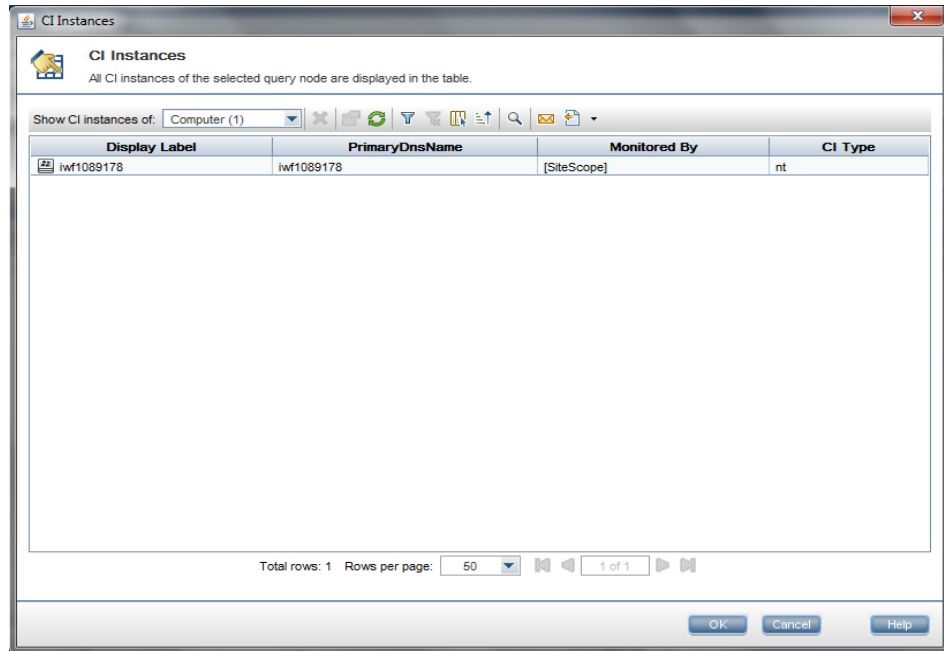 CI Instances
CI Instances
All CI instances of the selected query node are displayed in the table.
Show CI instances of: Computer (1)
Display Label PrimaryDnsName Monitored By CI Type
iwf1089178 iwf1089178 [SiteScope] nt
Total rows: 1 Rows per page: 50 1 of 1
OK Cancel Help